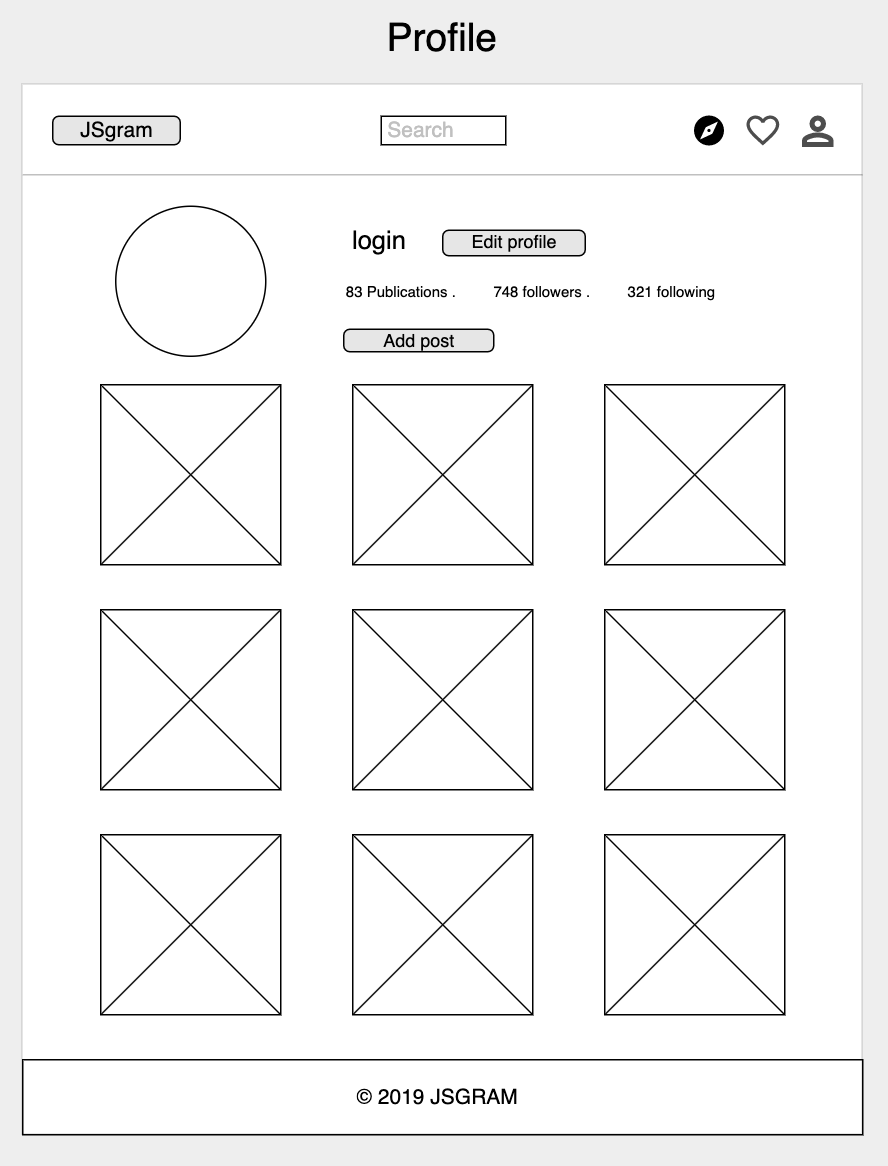 Profile
JSgram
Search
login
Edit profile
83 Publications .
748 followers .
321 following
Add post
© 2019 JSGRAM